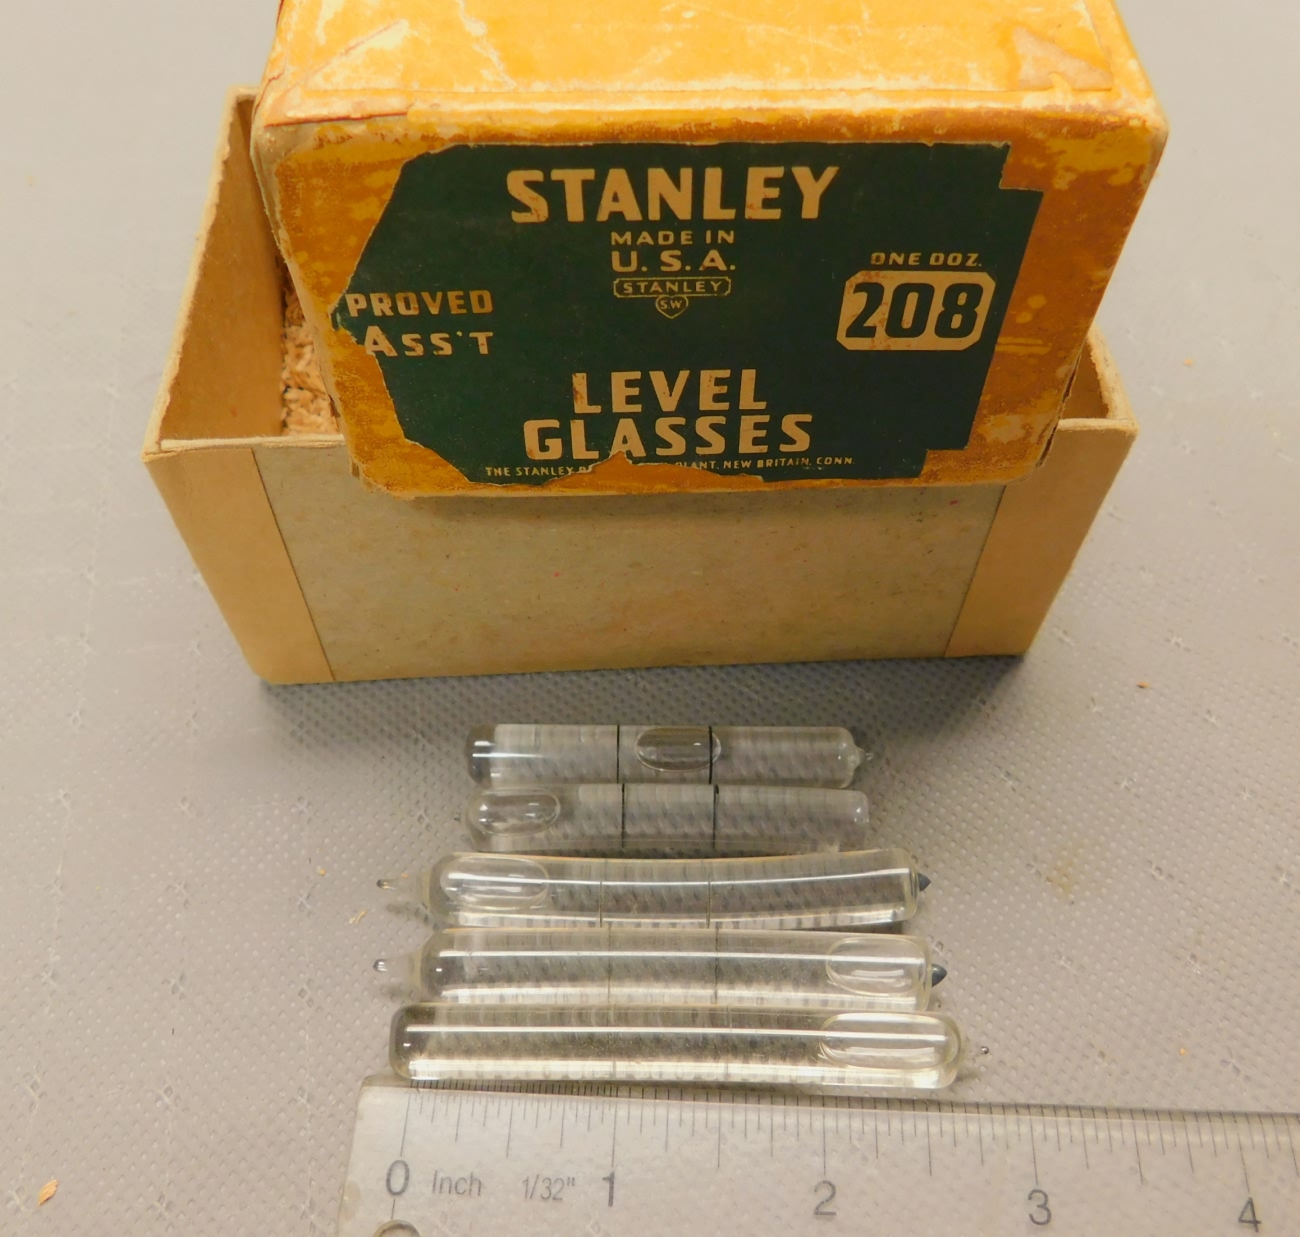 STANLEY
MADE IN
U.S.A.
STANLEY
S.W
PROVED
ASS'T
ONE DOZ.
208
LEVEL
GLASSES
THE STANLEY PLANT, NEW BRITAIN, CONN.
0 Inch 1/32" 1 2 3 4